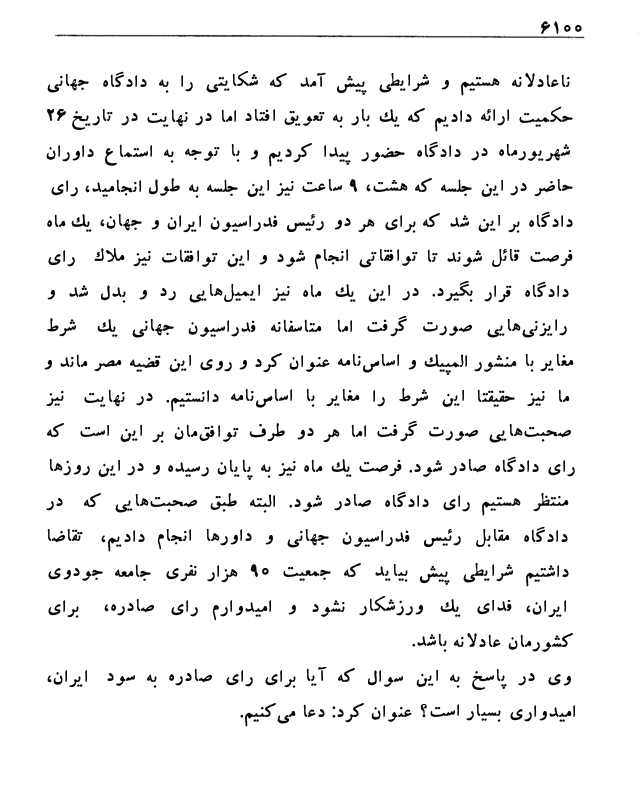 ۶۱۰۰
ناعادلانه هستیم و شرایطی پیش آمد که شکایتی را به دادگاه جهانی
حکمیت ارائه دادیم که یك بار به تعویق افتاد اما در نهایت در تاریخ ۲۶
شهریورماه در دادگاه حضور پیدا کردیم و با توجه به استماع داوران
حاضر در این جلسه که هشت، ۹ ساعت نیز این جلسه به طول انجامید، رای
دادگاه بر این شد که برای هر دو رئیس فدراسیون ایران و جهان، یك ماه
فرصت قائل شوند تا توافقاتی انجام شود و این توافقات نیز ملاك رای
دادگاه قرار بگیرد. در این یك ماه نیز ایمیل‌هایی رد و بدل شد و
رایزنی‌هایی صورت گرفت اما متاسفانه فدراسیون جهانی یك شرط
مغایر با منشور المپیك و اساس‌نامه عنوان کرد و روی این قضیه مصر ماند و
ما نیز حقیقتا این شرط را مغایر با اساس‌نامه دانستیم. در نهایت نیز
صحبت‌هایی صورت گرفت اما هر دو طرف توافق‌مان بر این است که
رای دادگاه صادر شود. فرصت یك ماه نیز به پایان رسیده و در این روزها
منتظر هستیم رای دادگاه صادر شود. البته طبق صحبت‌هایی که در
دادگاه مقابل رئیس فدراسیون جهانی و داورها انجام دادیم، تقاضا
داشتیم شرایطی پیش بیاید که جمعیت ۹۰ هزار نفری جامعه جودوی
ایران، فدای یك ورزشکار نشود و امیدوارم رای صادره، برای
کشورمان عادلانه باشد.
وی در پاسخ به این سوال که آیا برای رای صادره به سود ایران،
امیدواری بسیار است؟ عنوان کرد: دعا می‌کنیم.